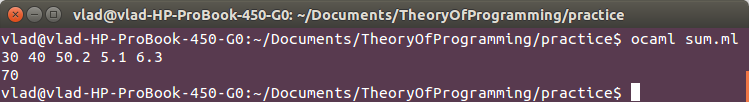 vlad@vlad-HP-ProBook-450-G0: ~/Documents/TheoryOfProgramming/practice
vlad@vlad-HP-ProBook-450-G0:~/Documents/TheoryOfProgramming/practice$ ocaml sum.ml
30 40 50.2 5.1 6.3
70
vlad@vlad-HP-ProBook-450-G0:~/Documents/TheoryOfProgramming/practice$